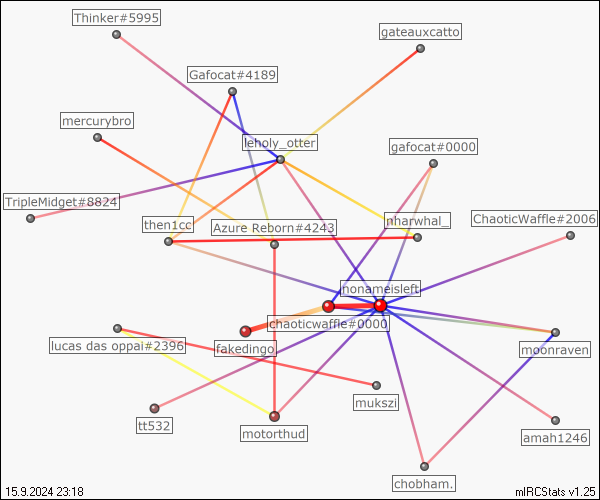 Thinker#5995
gateauxcatto
Gafocat#4189
mercurybro
leholy_otter
gafocat#0000
TripleMidget#8824
then1cc
Azure Reborn#4243
nharwhal_
ChaoticWaffle#2006
nonameisleft
chaoticwaffle#0000
fakedingo
lucas das oppai#2396
moonraven
mukszi
tt532
motorthud
amah1246
chobham.
15.9.2024 23:18
mIRCStats v1.25